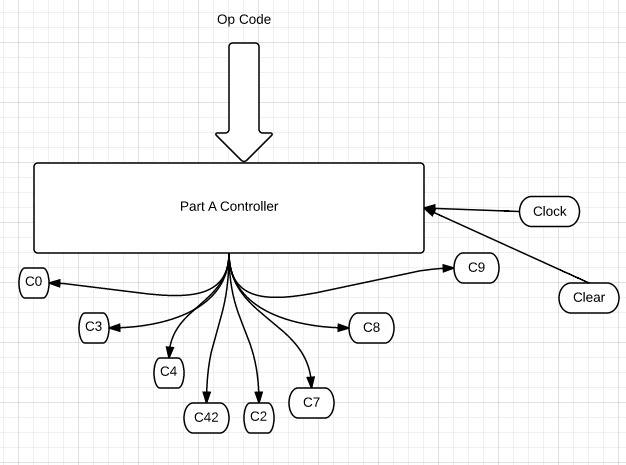 Op Code
Part A Controller
Clock
C9
C0
Clear
C3
C8
C4
C7
C42
C2